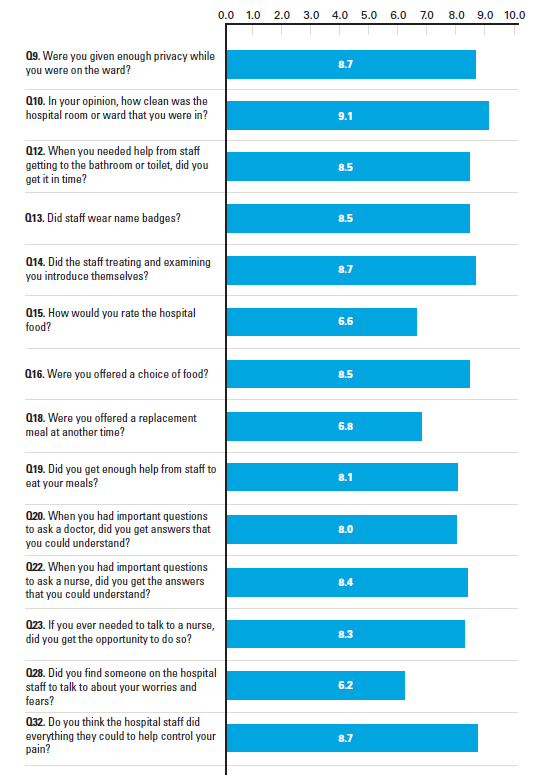 0.0 1.0 2.0 3.0 4.0 5.0 6.0 7.0 8.0 9.0 10.0
Q9. Were you given enough privacy while
you were on the ward?
8.7
Q10. In your opinion, how clean was the
hospital room or ward that you were in?
9.1
Q12. When you needed help from staff
getting to the bathroom or toilet, did you
get it in time?
8.5
Q13. Did staff wear name badges?
8.5
Q14. Did the staff treating and examining
you introduce themselves?
8.7
Q15. How would you rate the hospital
food?
6.6
Q16. Were you offered a choice of food?
8.5
Q18. Were you offered a replacement
meal at another time?
6.8
Q19. Did you get enough help from staff to
eat your meals?
8.1
Q20. When you had important questions
to ask a doctor, did you get answers that
you could understand?
8.0
Q22. When you had important questions
to ask a nurse, did you get the answers
that you could understand?
8.4
Q23. If you ever needed to talk to a nurse,
did you get the opportunity to do so?
8.3
Q28. Did you find someone on the hospital
staff to talk to about your worries and
fears?
6.2
Q32. Do you think the hospital staff did
everything they could to help control your
pain?
8.7